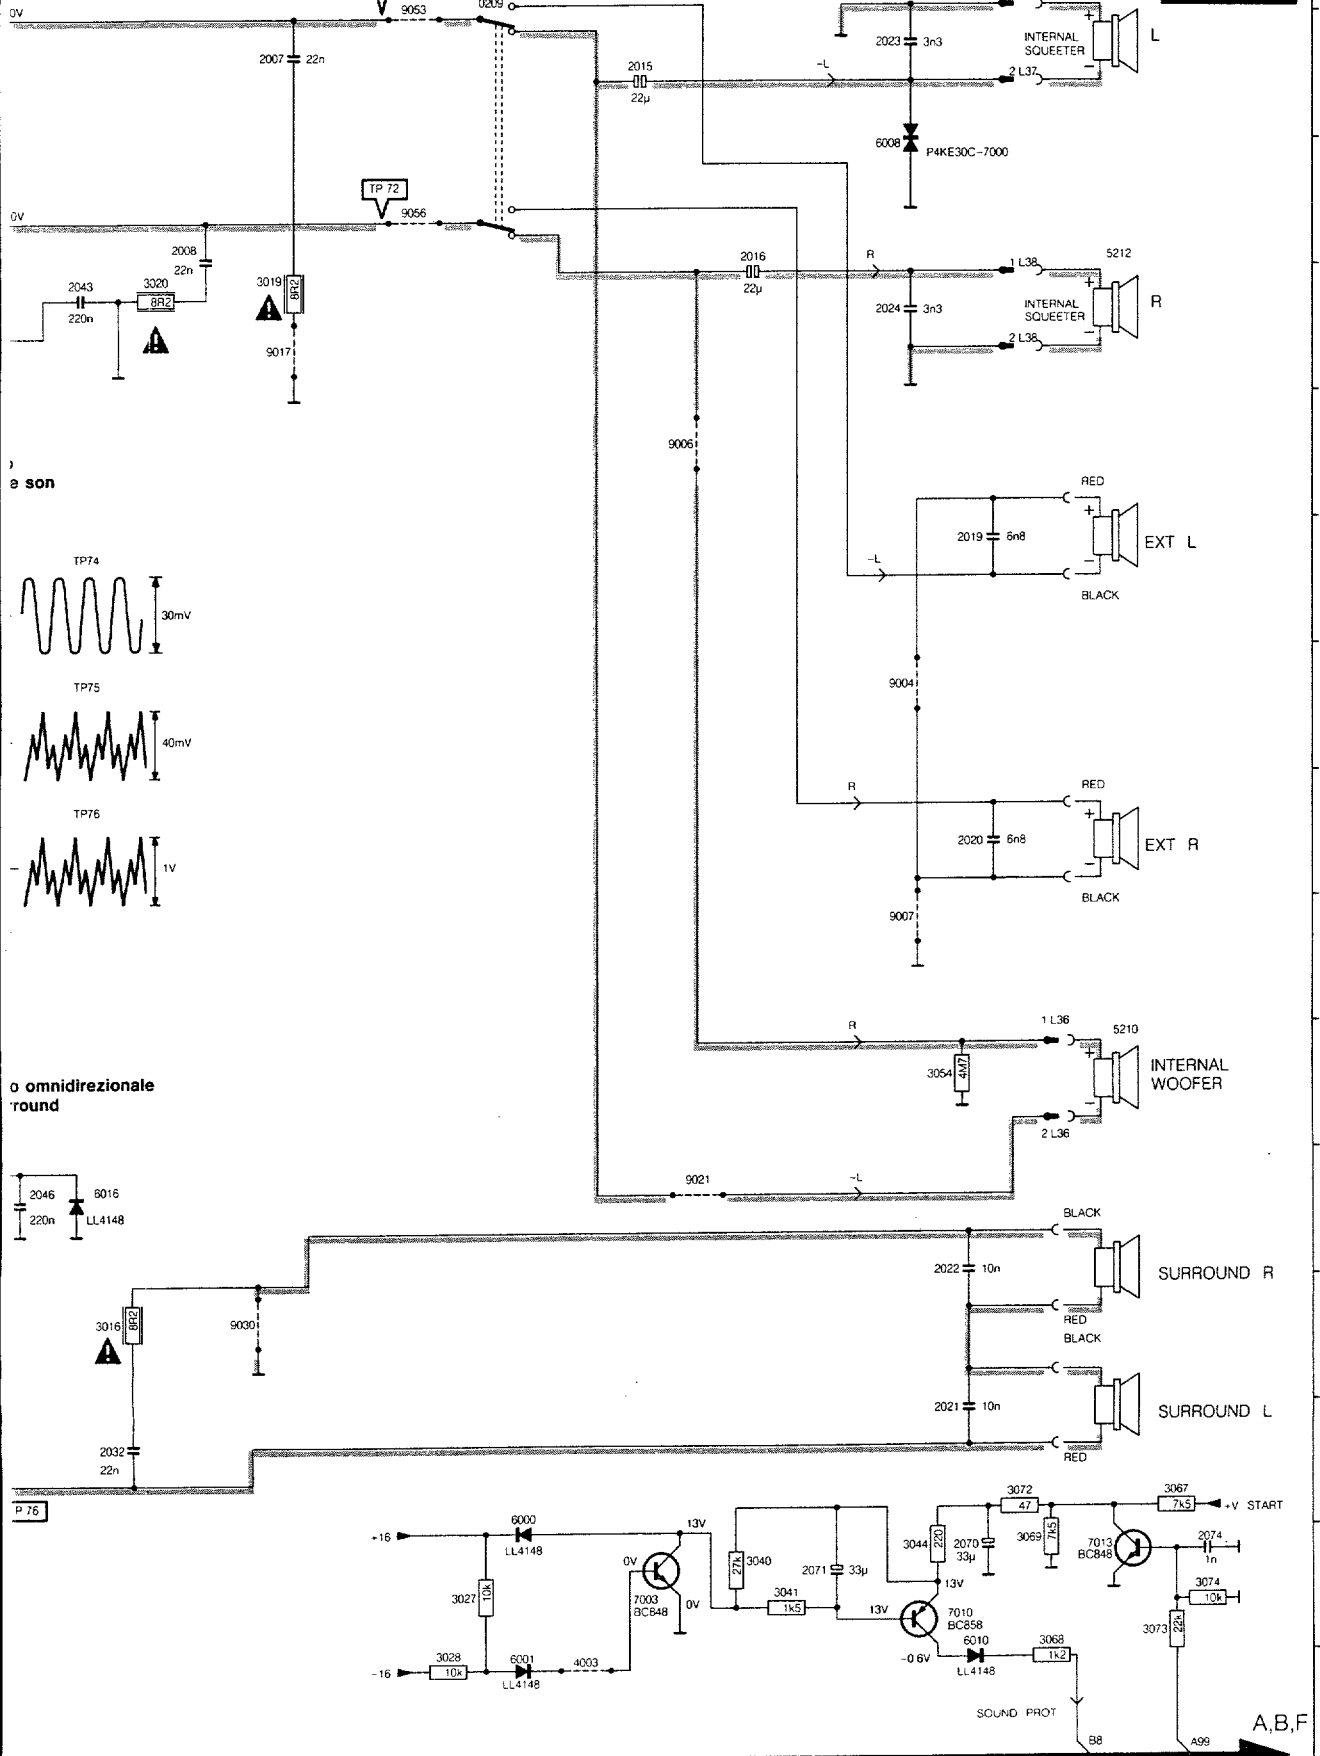 0V
9053
0209
2007 22n
2015
22µ
-L
2023 3n3
INTERNAL
SQUEETER
L
2 L37
6008
P4KE30C-7000
TP 72
0V
9056
2008
22n
2043
220n
3020
8R2
3019
8R2
9017
2016
22µ
R
1 L38
5212
2024 3n3
INTERNAL
SQUEETER
R
2 L38
9006
e son
RED
2019 6n8
EXT L
-L
BLACK
TP74
30mV
TP75
40mV
TP76
1V
9004
RED
R
2020 6n8
EXT R
BLACK
9007
R
1 L36
5210
3054
4M7
INTERNAL
WOOFER
2 L36
o omnidirezionale
round
9021
-L
2046
220n
6016
LL4148
BLACK
2022 10n
SURROUND R
RED
3016
8R2
9030
BLACK
2021 10n
SURROUND L
RED
2032
22n
P 76
+16
6000
LL4148
13V
0V
3027
10k
7003
BC848
0V
3040
27k
2071 33µ
3041
1k5
13V
3044
220
13V
7010
BC858
-0.6V
2070
33µ
3072
47
3069
7k5
3067
7k5
+V START
7013
BC848
2074
1n
3074
10k
3073
22k
-16
3028
10k
6001
LL4148
4003
6010
LL4148
3068
1k2
SOUND PROT
B8
A99
A,B,F